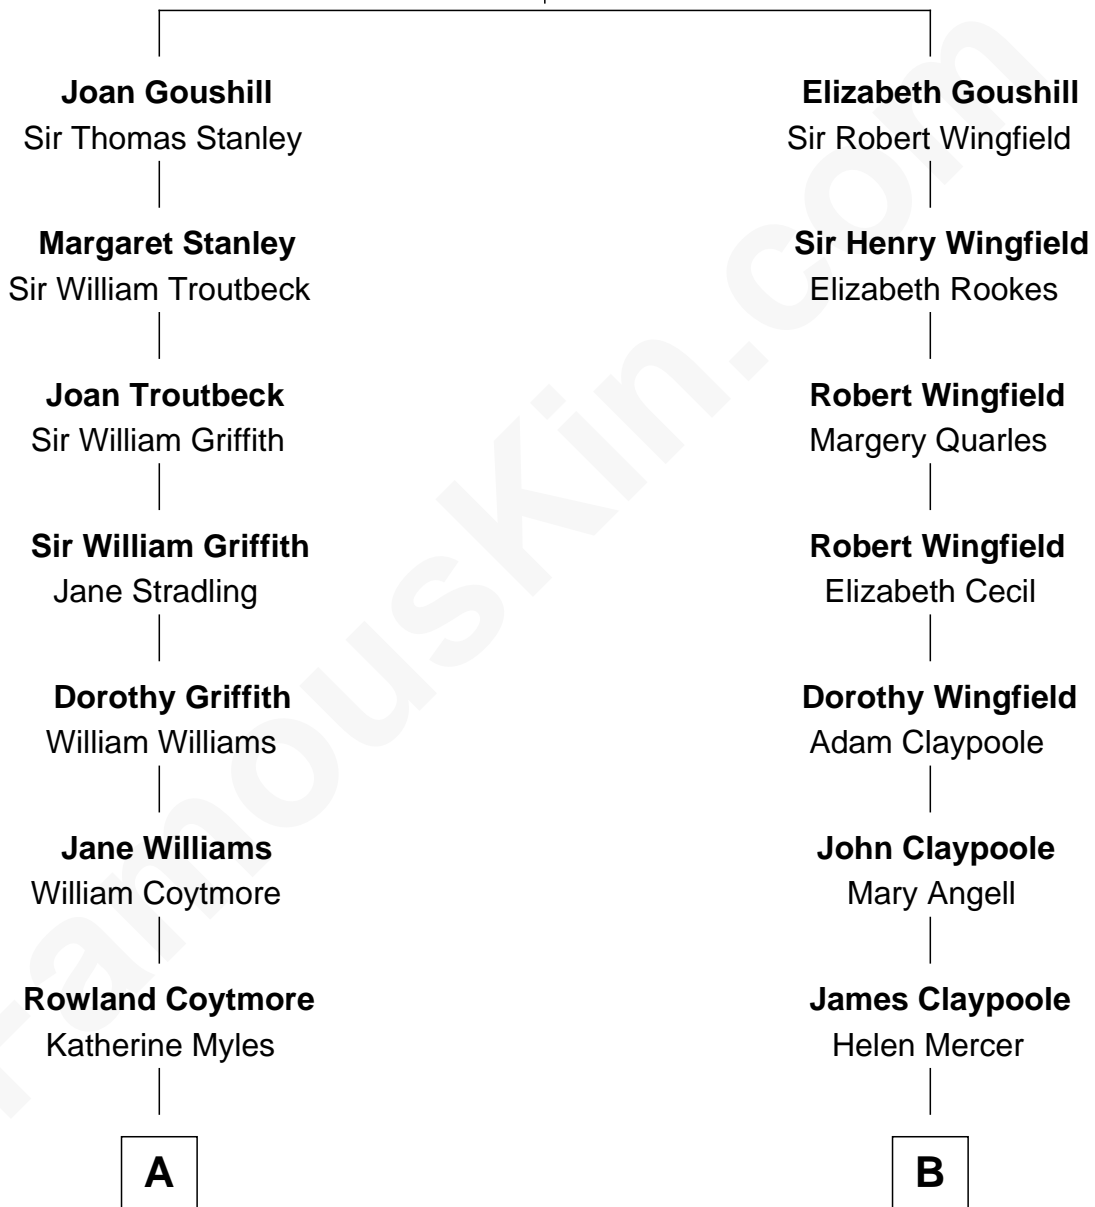 Joan Goushill
Sir Thomas Stanley
Margaret Stanley
Sir William Troutbeck
Joan Troutbeck
Sir William Griffith
Sir William Griffith
Jane Stradling
Dorothy Griffith
William Williams
Jane Williams
William Coytmore
Rowland Coytmore
Katherine Myles
A
Elizabeth Goushill
Sir Robert Wingfield
Sir Henry Wingfield
Elizabeth Rookes
Robert Wingfield
Margery Quarles
Robert Wingfield
Elizabeth Cecil
Dorothy Wingfield
Adam Claypoole
John Claypoole
Mary Angell
James Claypoole
Helen Mercer
B
FamousKin.com